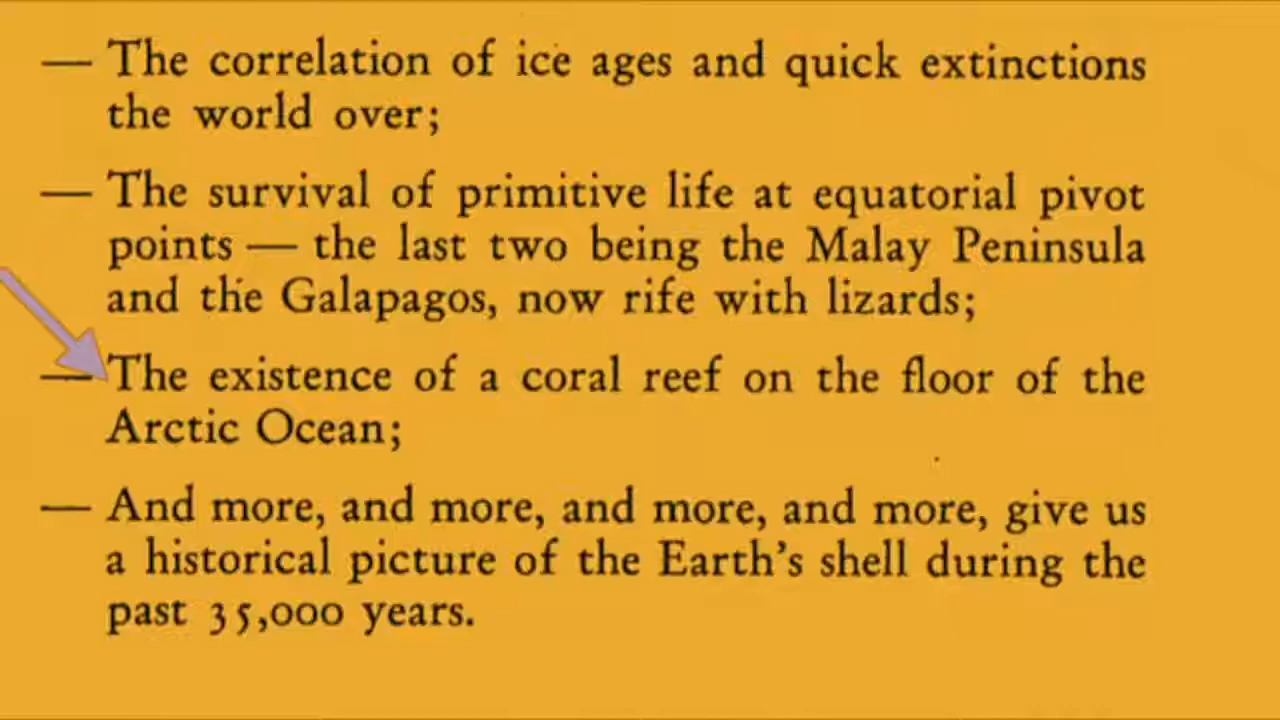 — The correlation of ice ages and quick extinctions
the world over;
— The survival of primitive life at equatorial pivot
points — the last two being the Malay Peninsula
and the Galapagos, now rife with lizards;
— The existence of a coral reef on the floor of the
Arctic Ocean;
— And more, and more, and more, and more, give us
a historical picture of the Earth's shell during the
past 35,000 years.